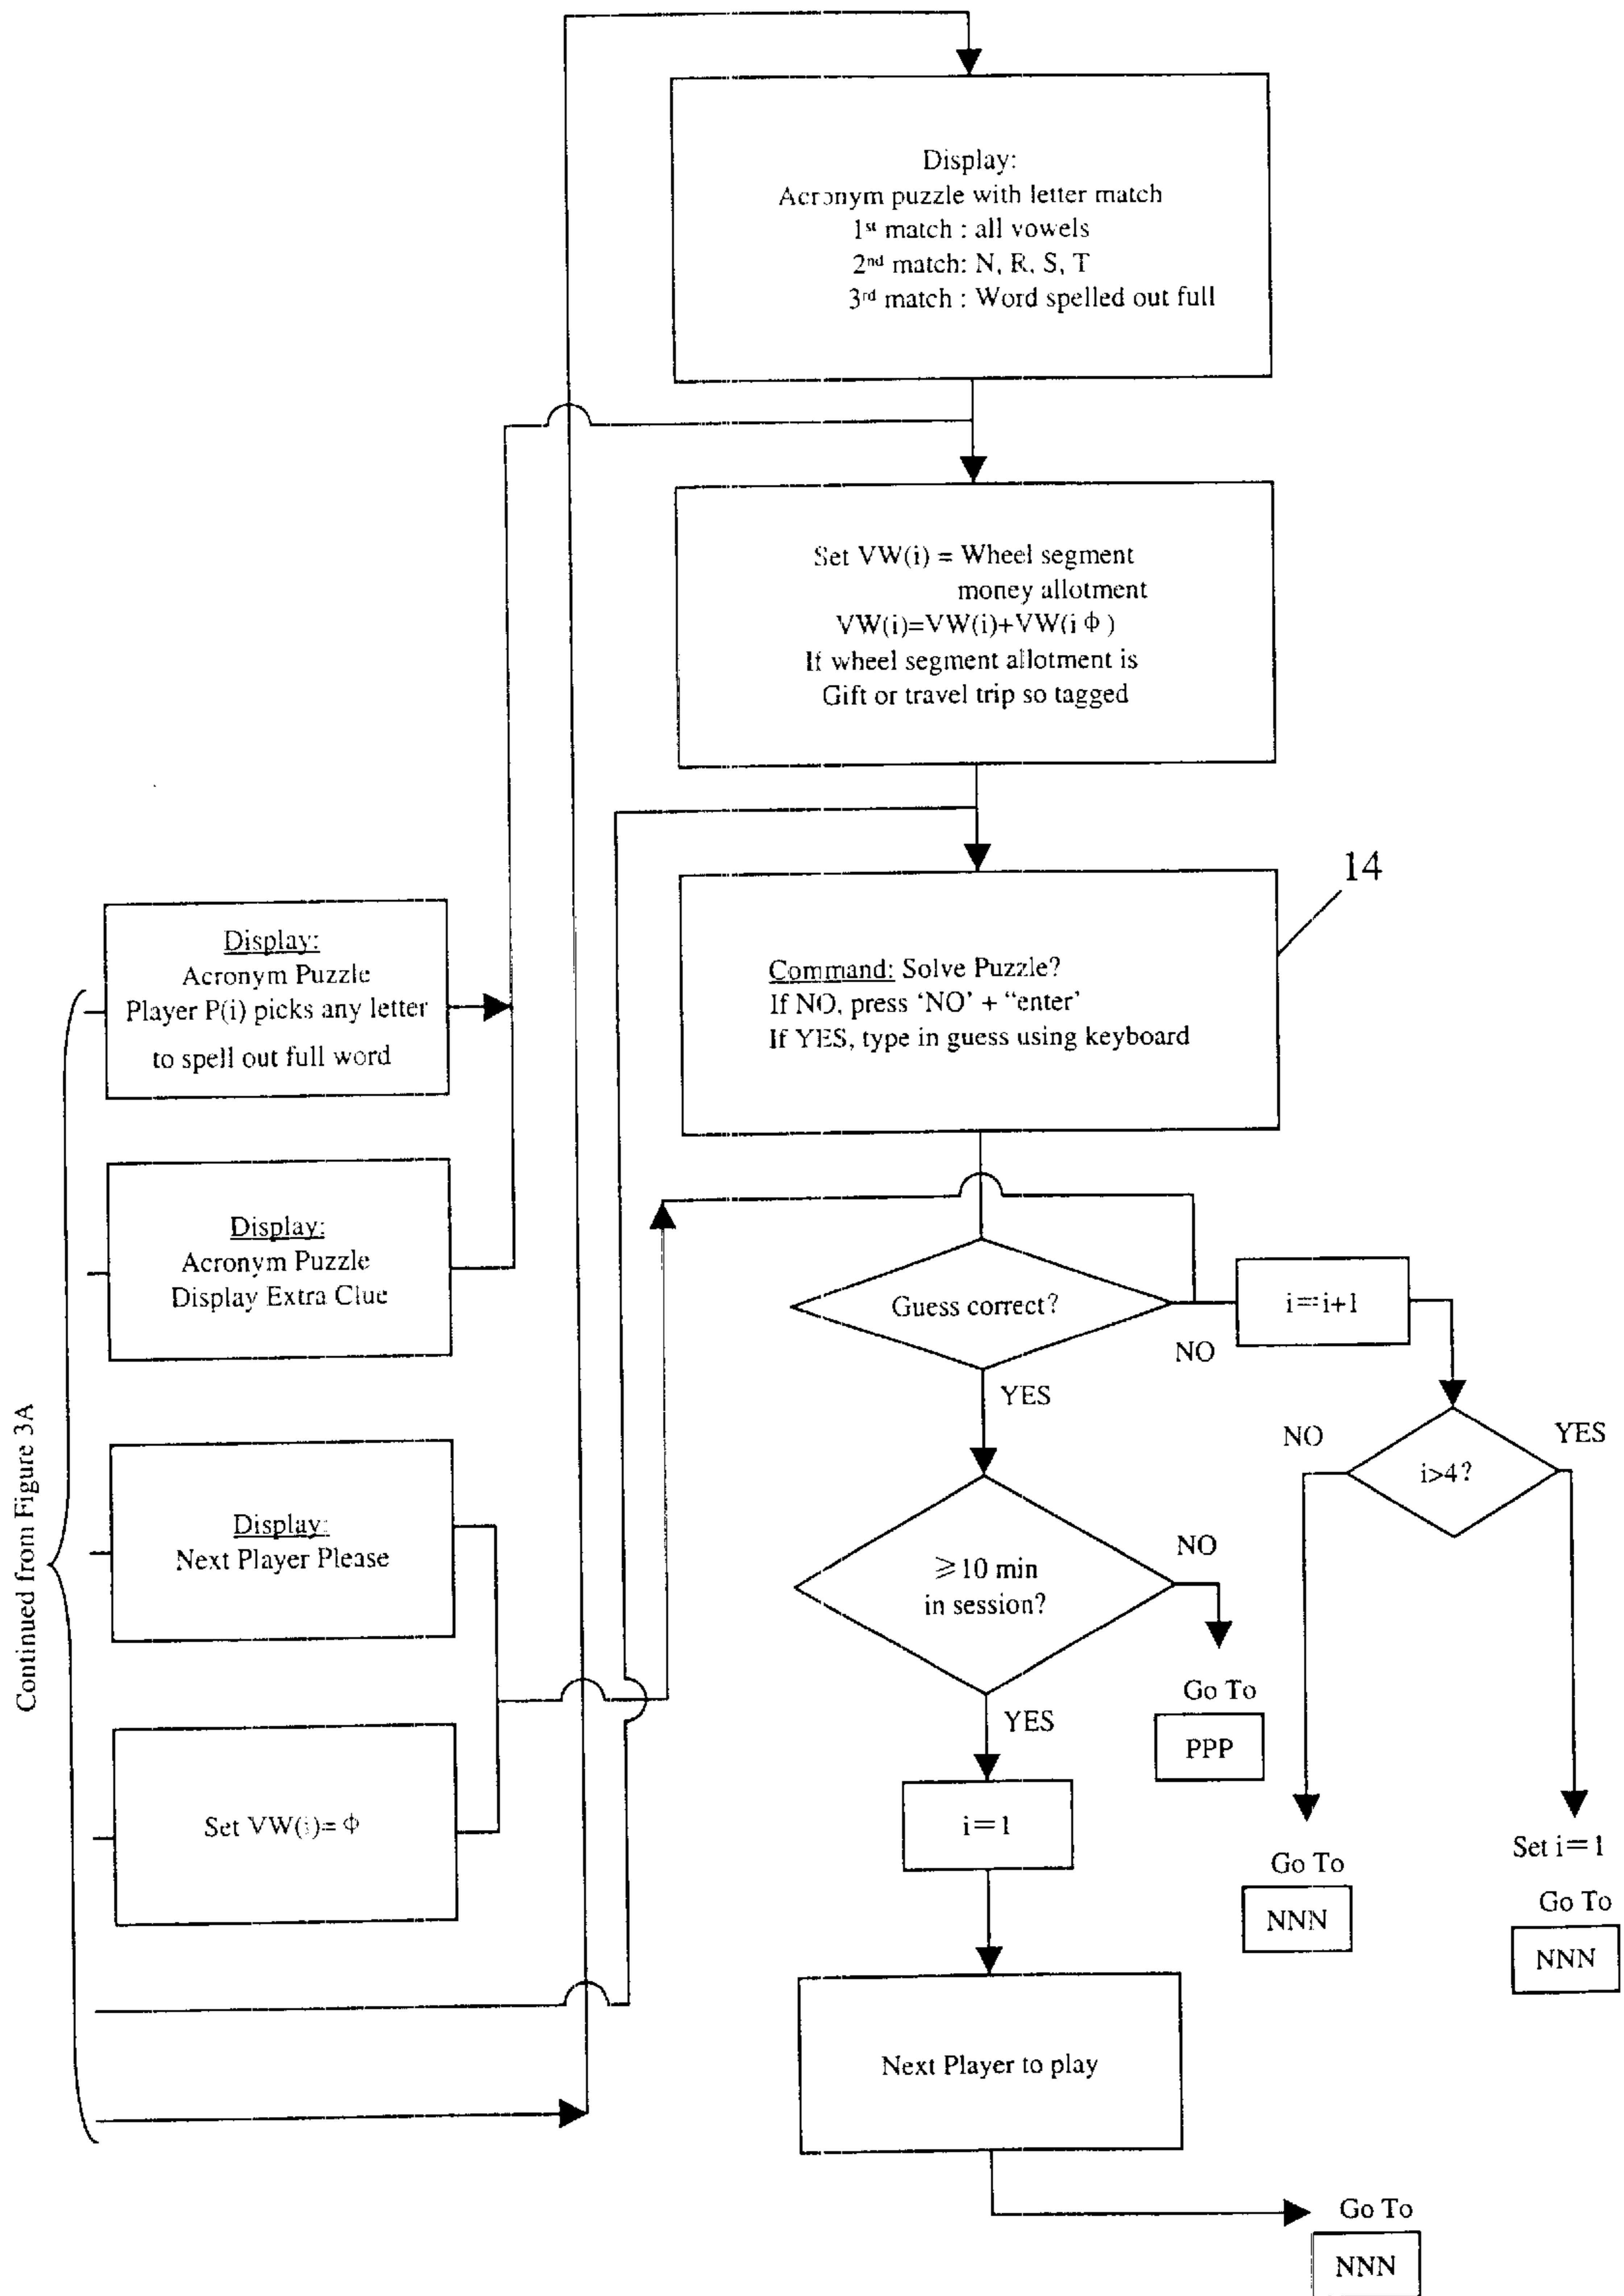 Display:
Acronym puzzle with letter match
1st match : all vowels
2nd match: N, R, S, T
3rd match : Word spelled out full
Set VW(i) = Wheel segment
money allotment
VW(i)=VW(i)+VW(i ϕ )
If wheel segment allotment is
Gift or travel trip so tagged
14
Command: Solve Puzzle?
If NO, press ‘NO’ + “enter’
If YES, type in guess using keyboard
Continued from Figure 3A
Display:
Acronym Puzzle
Player P(i) picks any letter
to spell out full word
Display:
Acronym Puzzle
Display Extra Clue
Display:
Next Player Please
Set VW(i)= ϕ
Guess correct?
NO
YES
i=i+1
i>4?
NO
YES
≥10 min
in session?
NO
YES
Go To
PPP
i=1
Go To
NNN
Set i=1
Go To
NNN
Next Player to play
Go To
NNN